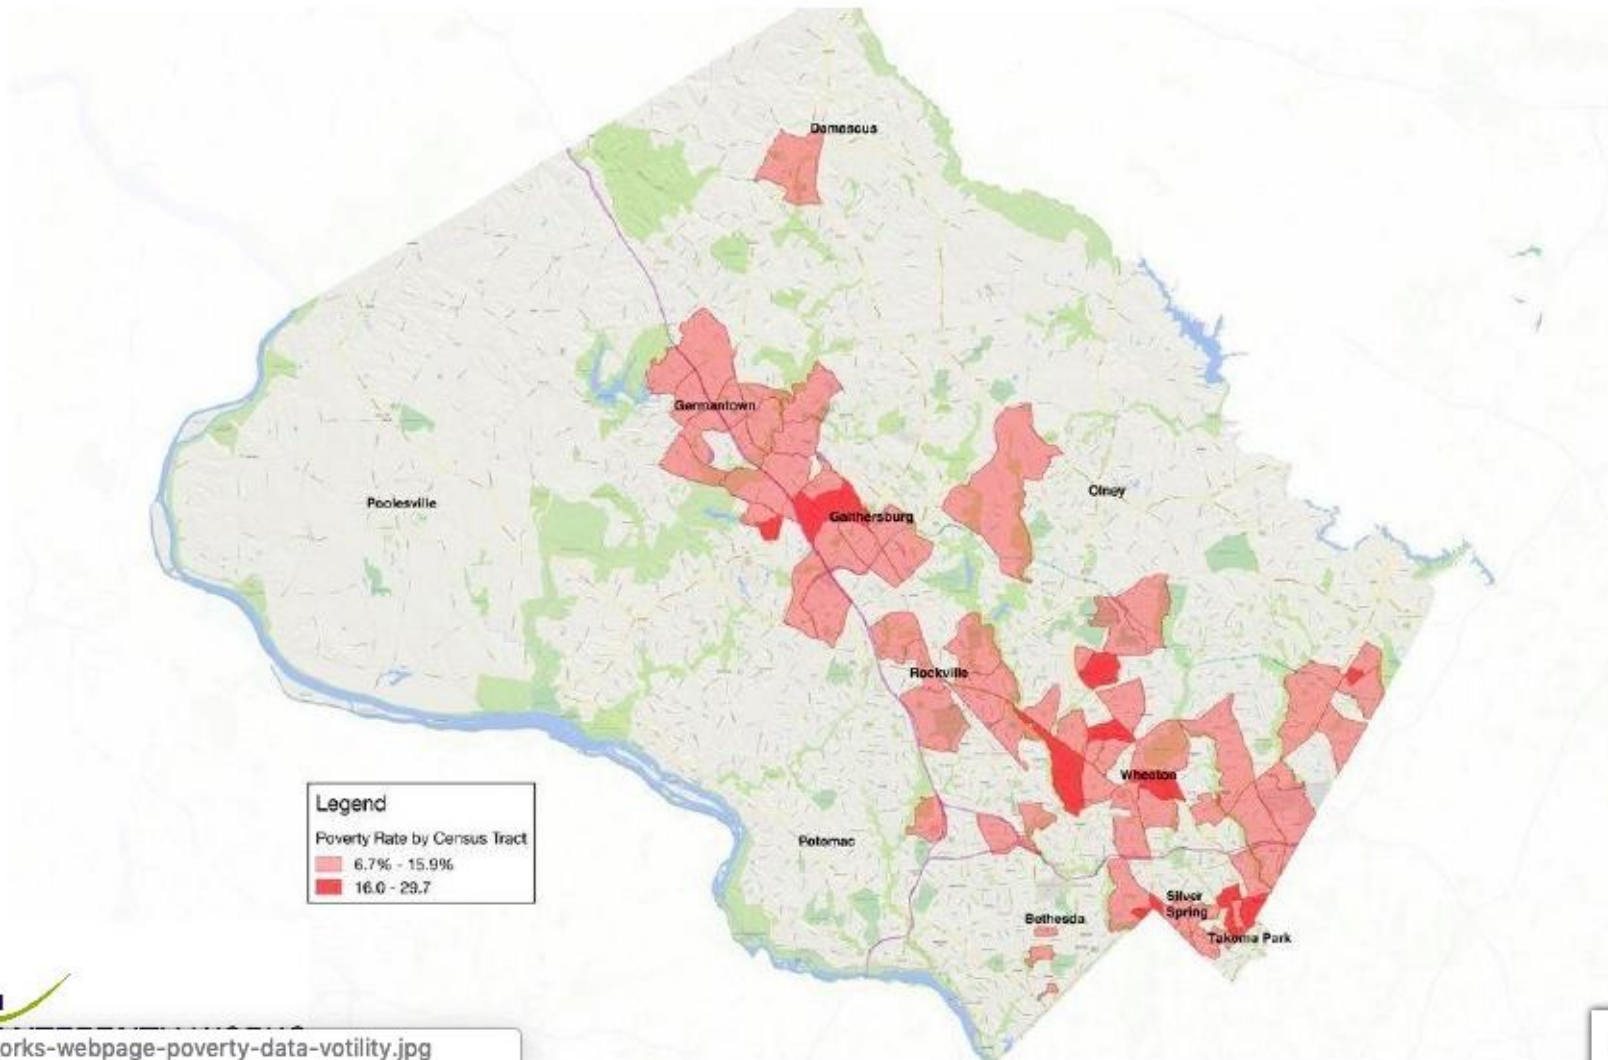 Damascus
Germantown
Poolesville
Olney
Gaithersburg
Rockville
Wheaton
Potomac
Legend
Poverty Rate by Census Tract
6.7% - 15.9%
16.0 - 29.7
Bethesda
Silver
Spring
Takoma Park
orks-webpage-poverty-data-votility.jpg